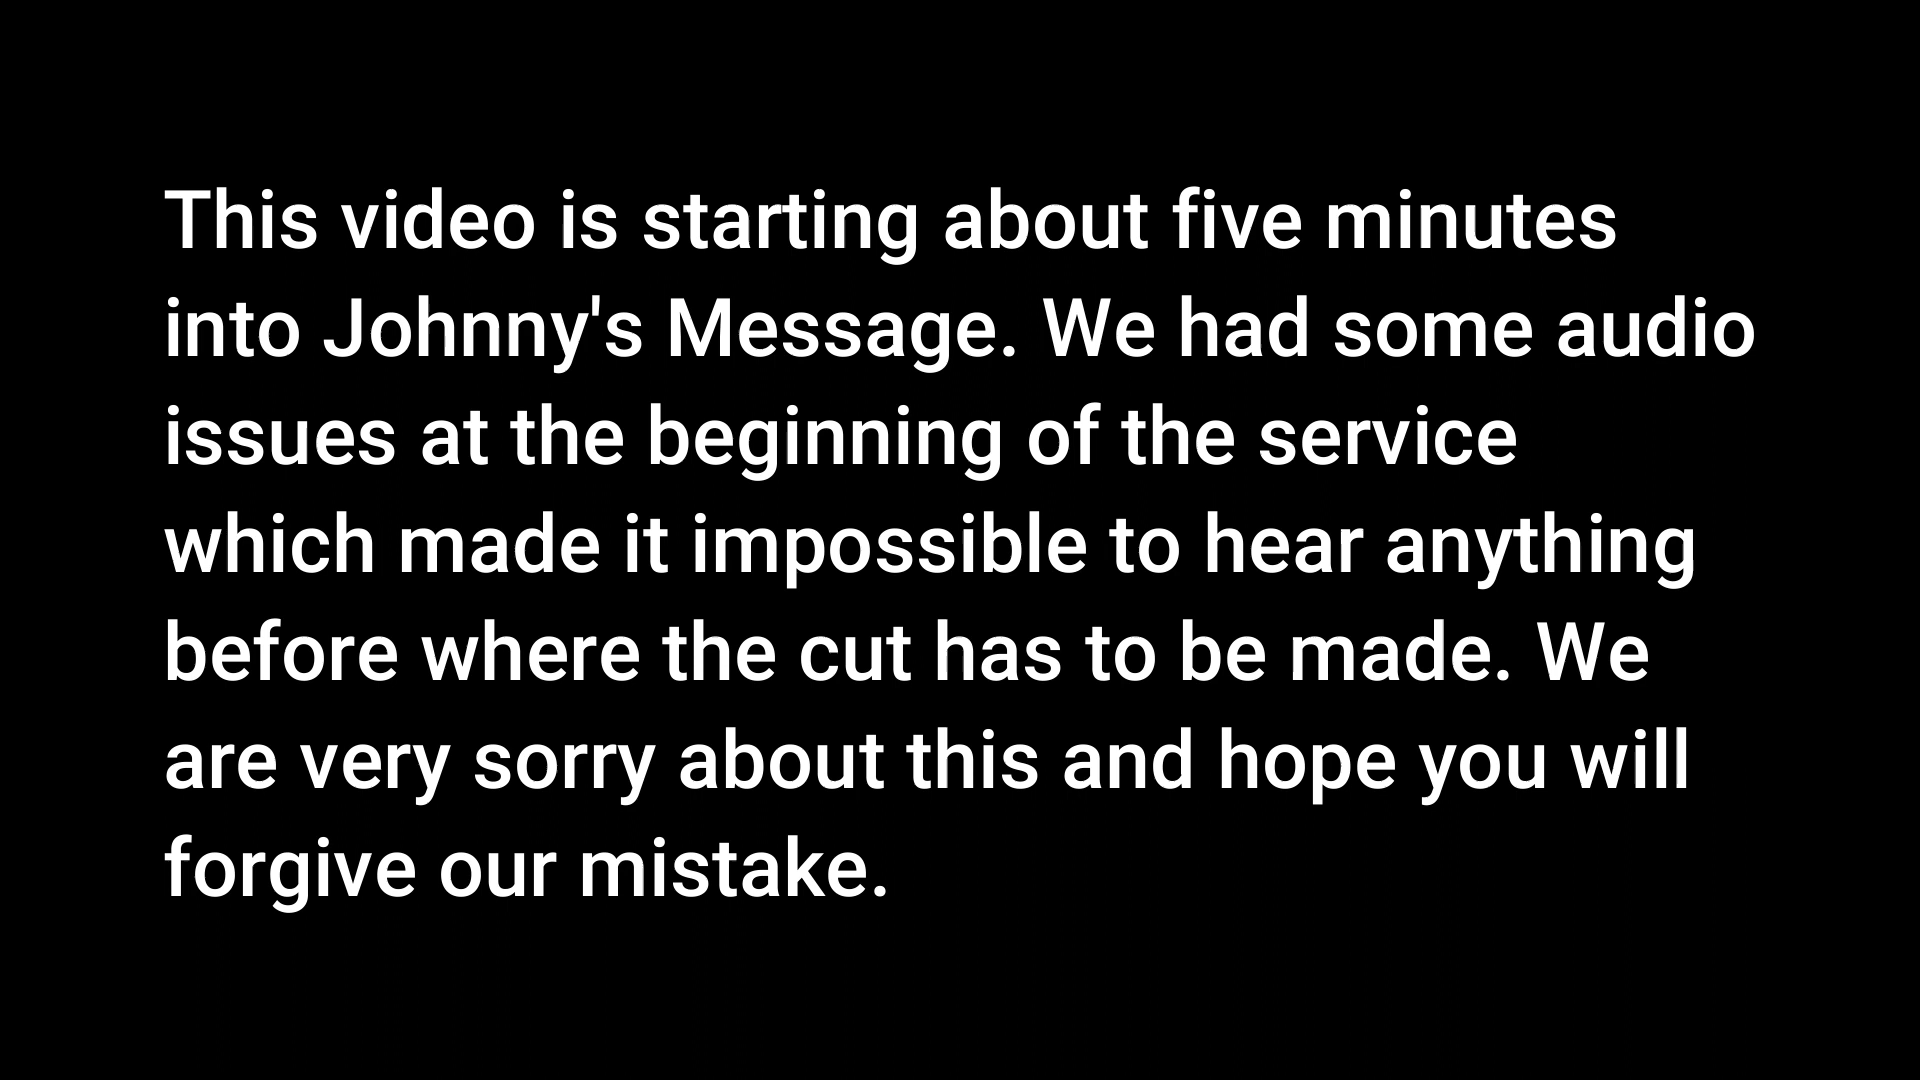 This video is starting about five minutes
into Johnny's Message. We had some audio
issues at the beginning of the service
which made it impossible to hear anything
before where the cut has to be made. We
are very sorry about this and hope you will
forgive our mistake.